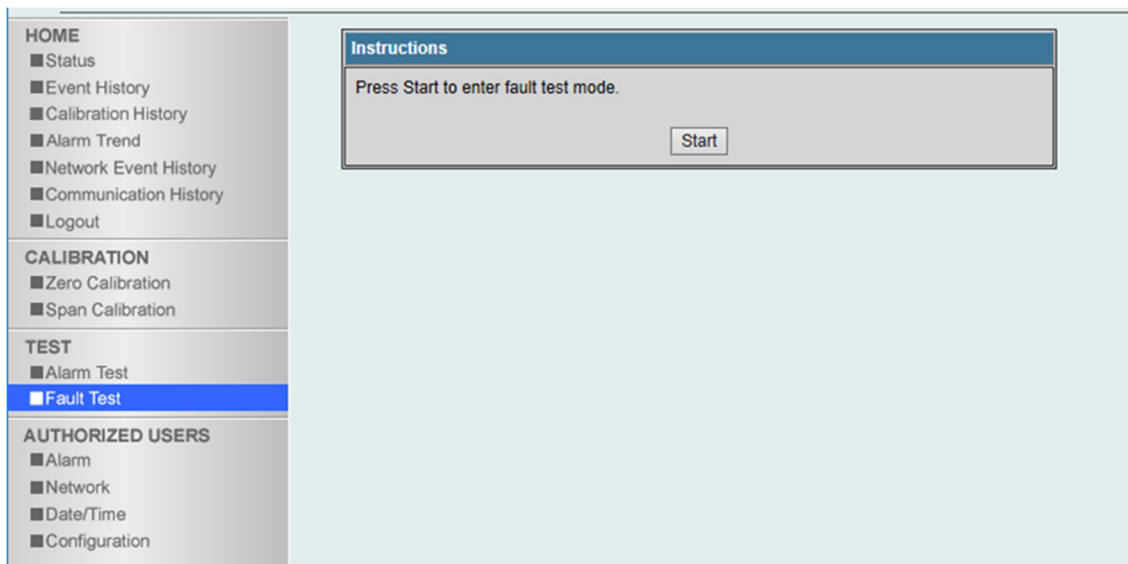 HOME
Status
Event History
Calibration History
Alarm Trend
Network Event History
Communication History
Logout
CALIBRATION
Zero Calibration
Span Calibration
TEST
Alarm Test
Fault Test
AUTHORIZED USERS
Alarm
Network
Date/Time
Configuration
Instructions
Press Start to enter fault test mode.
Start